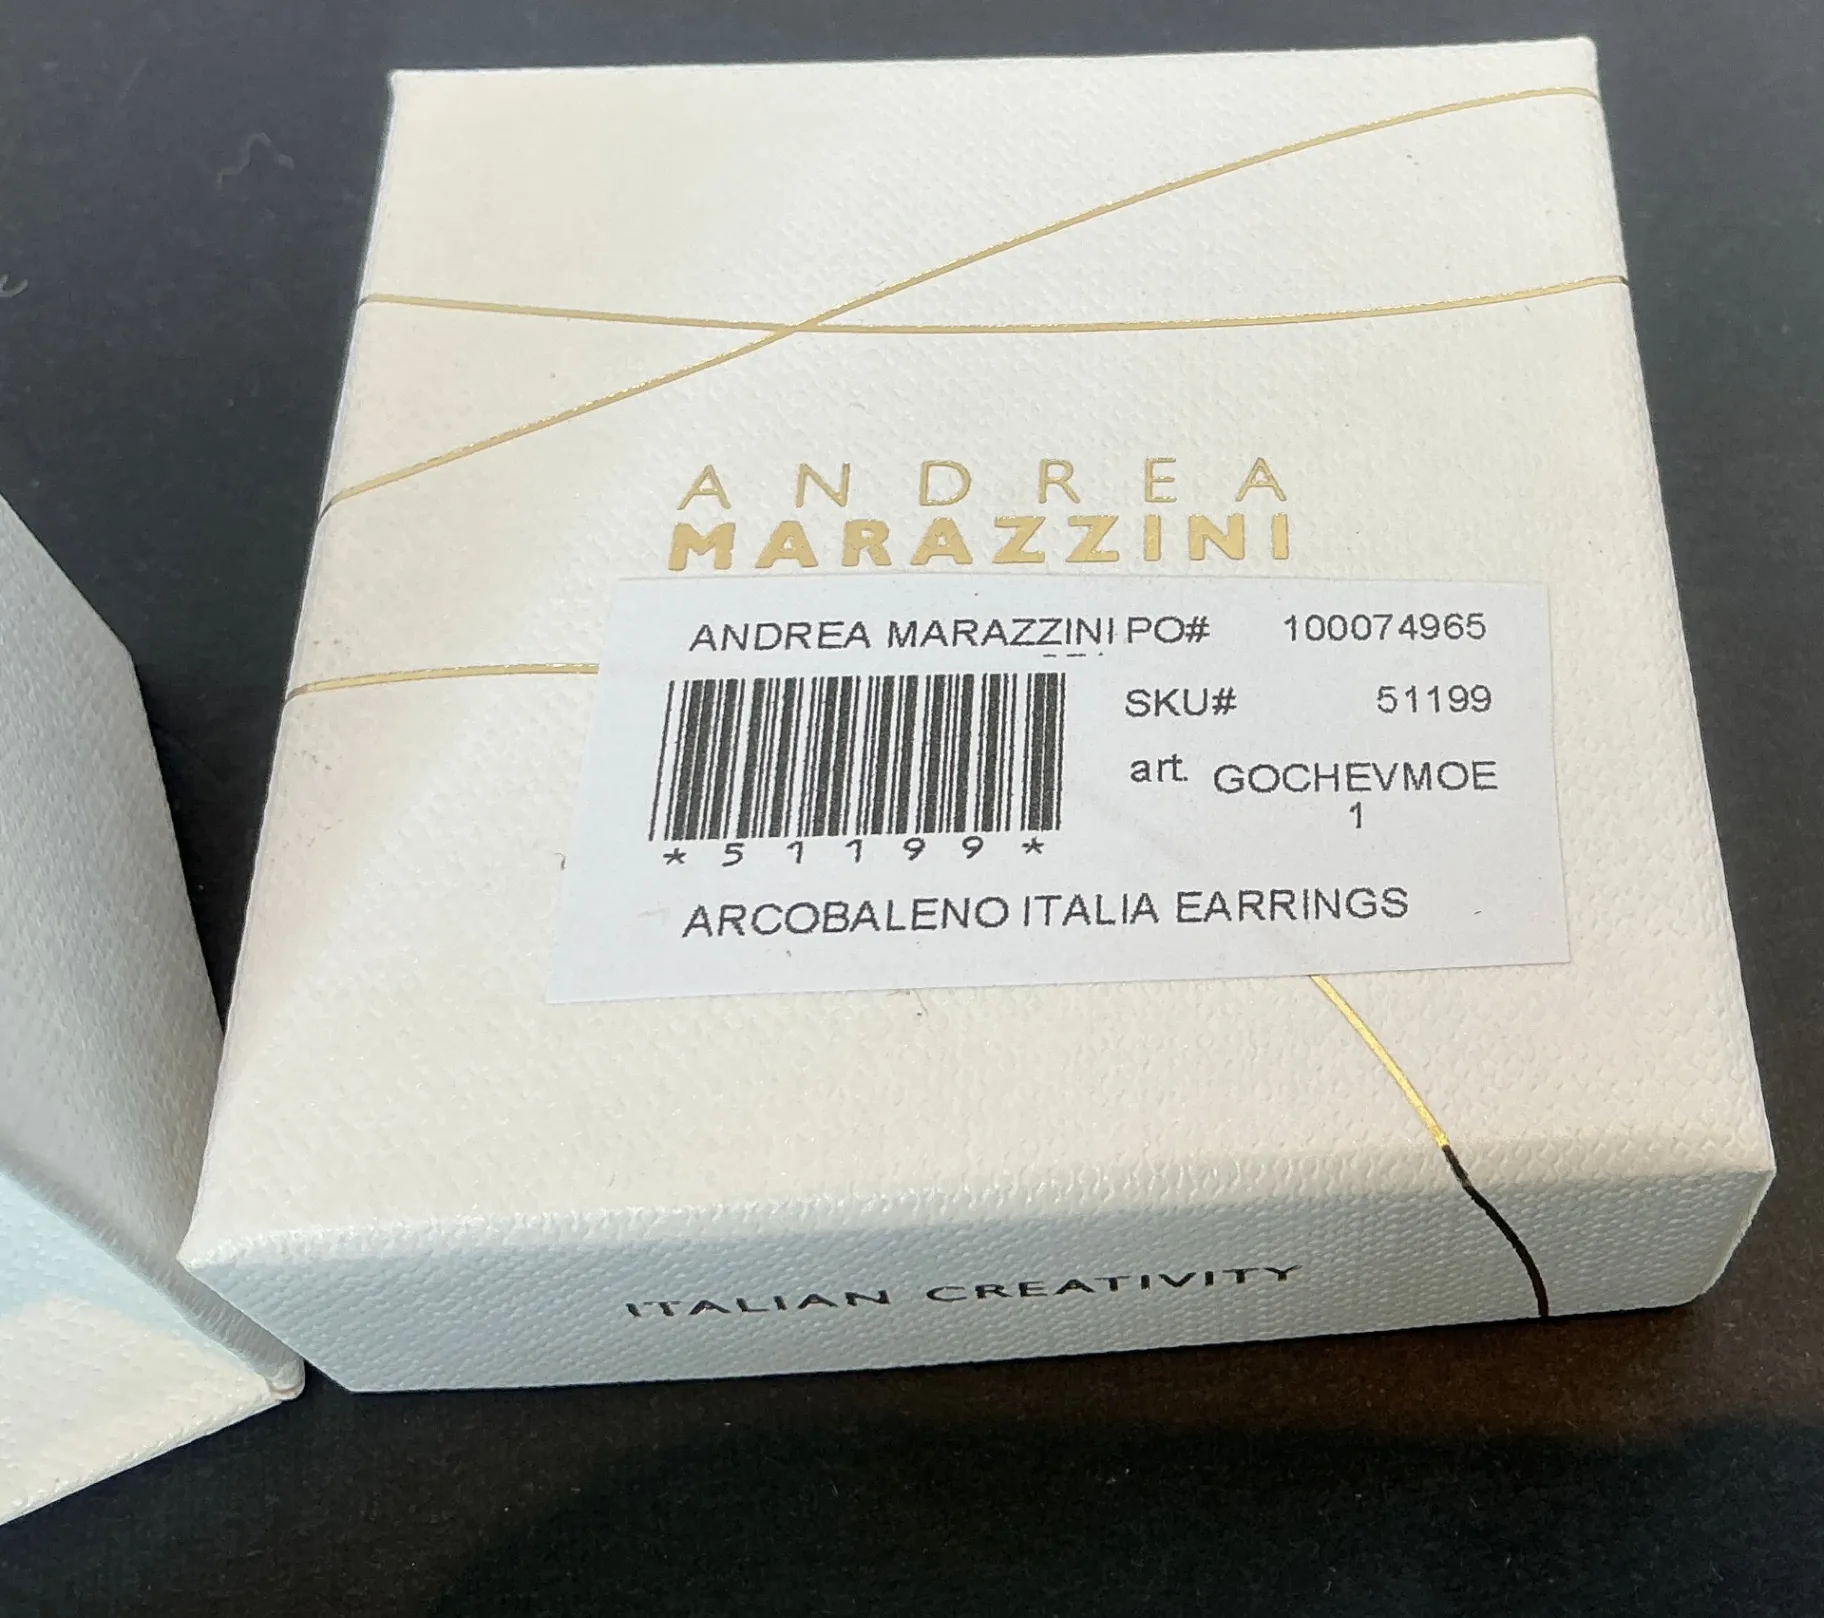 ANDREA
MARAZZINI
ANDREA MARAZZINI PO# 100074965
SKU# 51199
art. GOCHEVMOE
1
*51199*
ARCOBALENO ITALIA EARRINGS
ITALIAN CREATIVITY